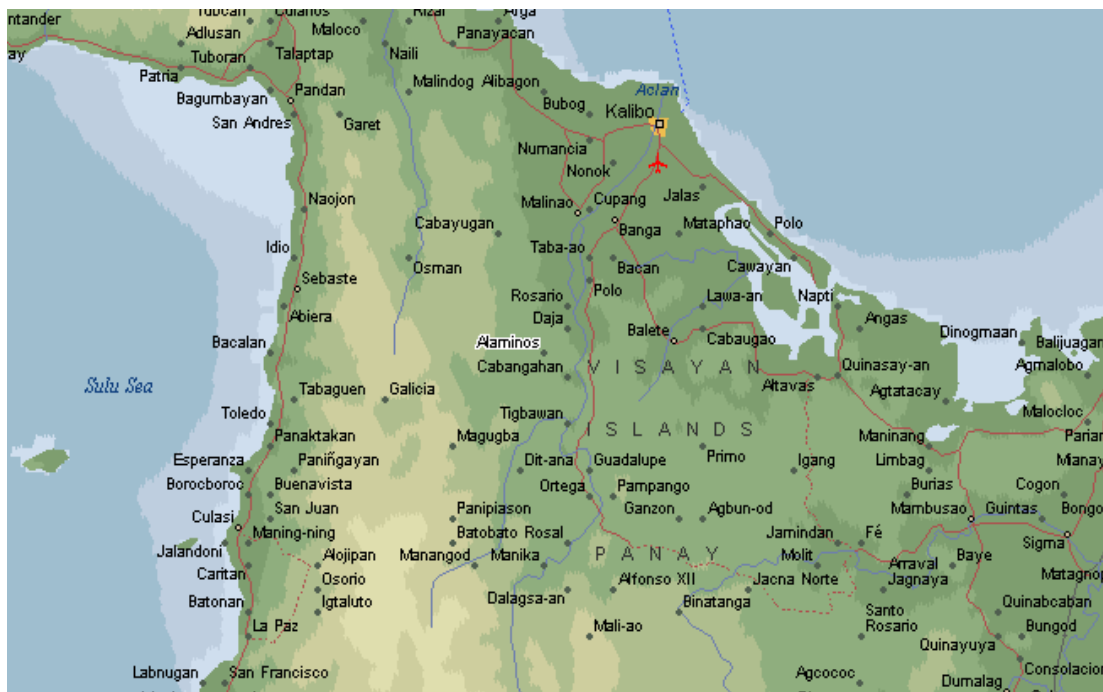 ntander
Tubcan
Culanos
Rizal
Arga
Adlusan
Maloco
Panayacan
ay
Tuboran
Talaptap
Naili
Patria
Malindog
Alibagon
Aclan
Bagumbayan
Pandan
Bubog
Kalibo
San Andres
Garet
Numancia
Nonok
Naojon
Malinao
Cupang
Jalas
Cabayugan
Banga
Mataphao
Polo
Idio
Taba-ao
Osman
Bacan
Cawayan
Sebaste
Polo
Rosario
Lawa-an
Napti
Abiera
Daja
Balete
Angas
Bacalan
Alaminos
Cabaugao
Dinogmaan
Balijuagan
Cabangahan
VISAYAN
Quinasay-an
Agmalobo
Sulu Sea
Tabaguen
Galicia
Altavas
Agtatacay
Toledo
Tigbawan
Malocloc
ISLANDS
Panaktakan
Magugba
Primo
Maninang
Parian
Esperanza
Paniñgayan
Dit-ana
Guadalupe
Igang
Limbag
Mianay
Borocboroc
Buenavista
Ortega
Pampango
Burias
Cogon
Culasi
San Juan
Panipiason
Ganzon
Agbun-od
Mambusao
Guintas
Bongo
Maning-ning
Batobato Rosal
Jamindan
Fé
Jalandoni
Alojipan
Manangod
Manika
PANAY
Molit
Arraval
Baye
Sigma
Caritan
Osorio
Alfonso XII
Jacna Norte
Jagnaya
Matagnop
Batonan
Igtaluto
Dalagsa-an
Binatanga
Santo
Rosario
Quinabcaban
La Paz
Mali-ao
Bungod
Quinayuya
Labnugan
San Francisco
Agcococ
Consolacion
Dumalag